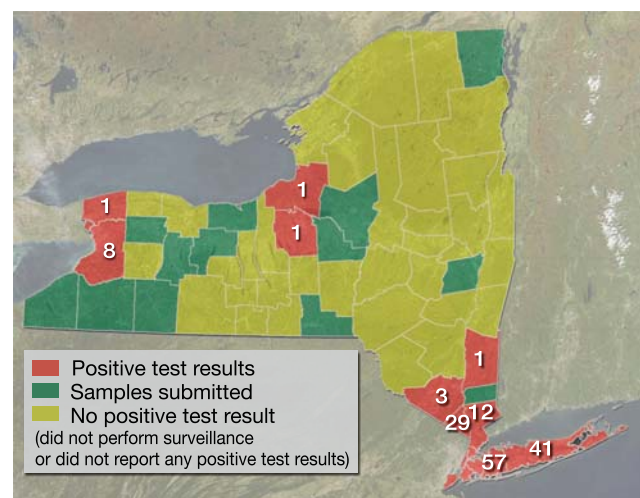 1
1
1
8
1
3
12
29
41
57
Positive test results
Samples submitted
No positive test result
(did not perform surveillance
or did not report any positive test results)